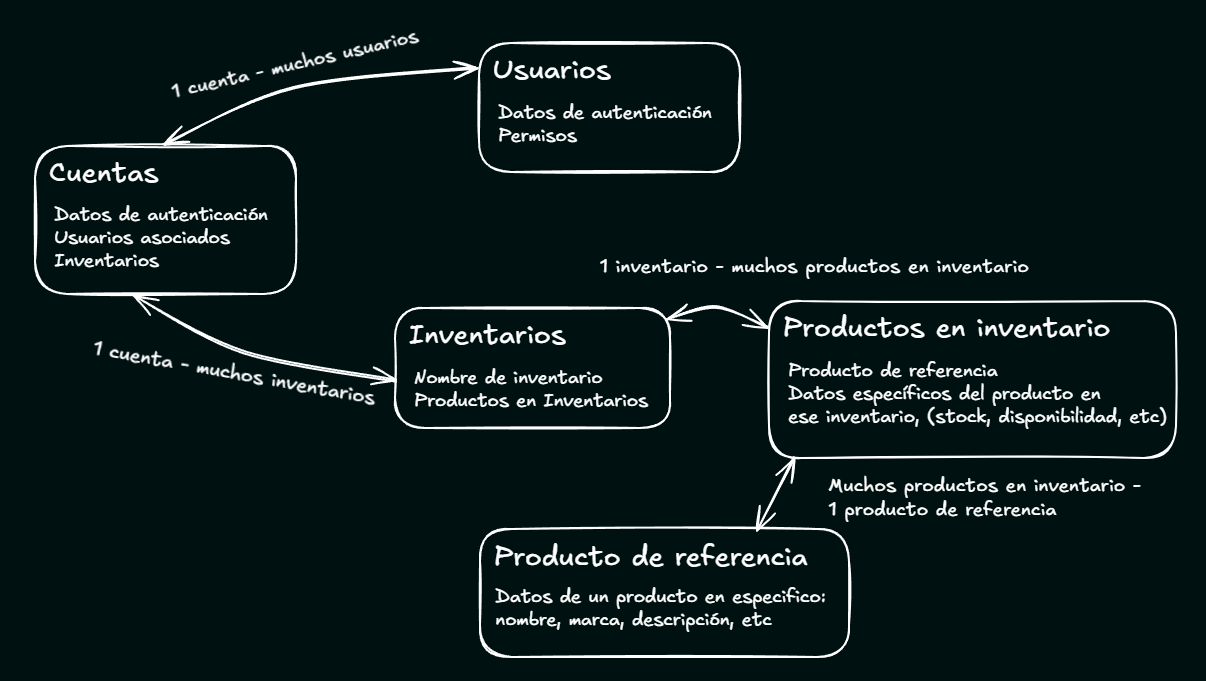 1 cuenta - muchos usuarios
Usuarios
Datos de autenticación
Permisos
Cuentas
Datos de autenticación
Usuarios asociados
Inventarios
1 cuenta - muchos inventarios
Inventarios
Nombre de inventario
Productos en Inventarios
1 inventario - muchos productos en inventario
Productos en inventario
Producto de referencia
Datos específicos del producto en
ese inventario, (stock, disponibilidad, etc)
Muchos productos en inventario -
1 producto de referencia
Producto de referencia
Datos de un producto en especifico:
nombre, marca, descripción, etc